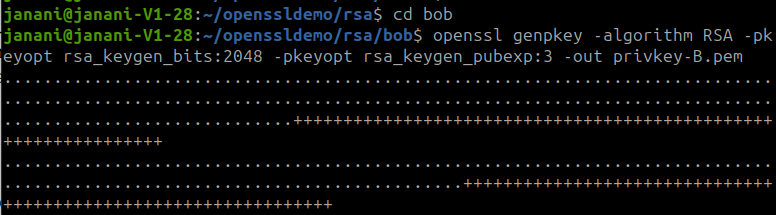 janani@janani-V1-28:~/openssldemo/rsa$ cd bob
janani@janani-V1-28:~/openssldemo/rsa/bob$ openssl genpkey -algorithm RSA -pk
eyopt rsa_keygen_bits:2048 -pkeyopt rsa_keygen_pubexp:3 -out privkey-B.pem
.............................................................................
.............................................................................
.............................++++++++++++++++++++++++++++++++++++++++++++++++
++++++++++++++++
.............................................................................
..............................................+++++++++++++++++++++++++++++++
+++++++++++++++++++++++++++++++++